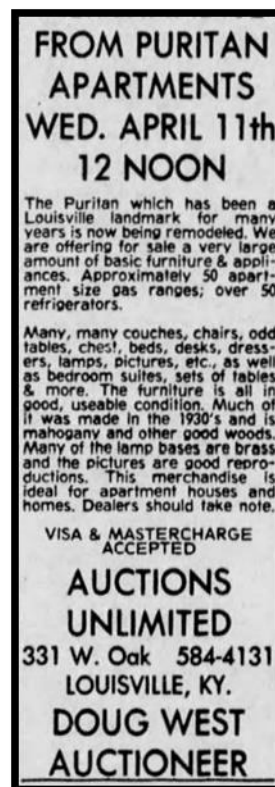 FROM PURITAN
APARTMENTS
WED. APRIL 11th
12 NOON
The Puritan which has been a
Louisville landmark for many
years is now being remodeled. We
are offering for sale a very large
amount of basic furniture & appli-
ances. Approximately 50 apart-
ment size gas ranges; over 50
refrigerators.
Many, many couches, chairs, odd
tables, chest, beds, desks, dress-
ers, lamps, pictures, etc., as well
as bedroom suites, sets of tables
& more. The furniture is all in
good, useable condition. Much of
it was made in the 1930's and is
mahogany and other good woods.
Many of the lamp bases are brass
and the pictures are good repro-
ductions. This merchandise is
ideal for apartment houses and
homes. Dealers should take note.
VISA & MASTERCHARGE
ACCEPTED
AUCTIONS
UNLIMITED
331 W. Oak 584-4131
LOUISVILLE, KY.
DOUG WEST
AUCTIONEER